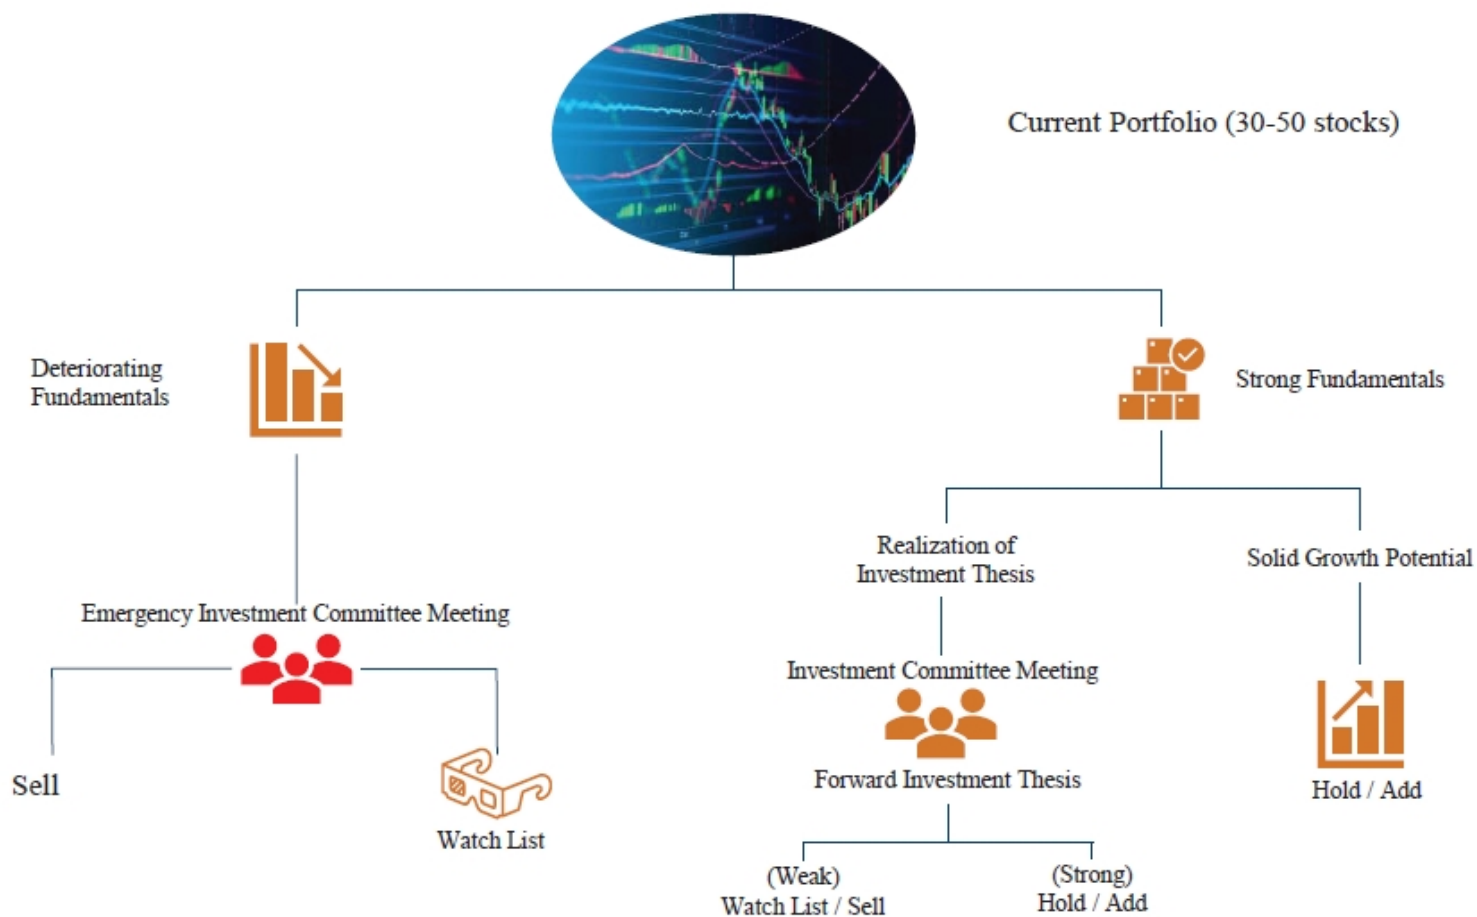 Current Portfolio (30-50 stocks)
Deteriorating
Fundamentals
Strong Fundamentals
Realization of
Investment Thesis
Solid Growth Potential
Emergency Investment Committee Meeting
Investment Committee Meeting
Sell
Watch List
Forward Investment Thesis
Hold / Add
(Weak)
Watch List / Sell
(Strong)
Hold / Add